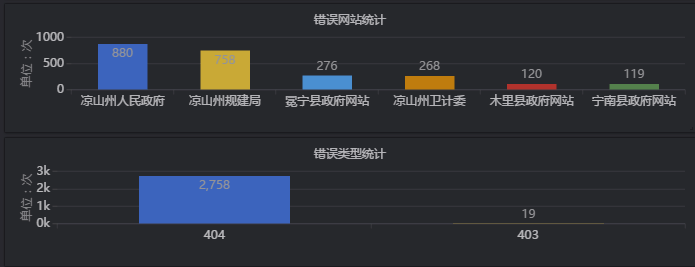 错误网站统计
单位：次
1000
500
0
880
758
276
268
120
119
凉山州人民政府
凉山州规建局
冕宁县政府网站
凉山州卫计委
木里县政府网站
宁南县政府网站
错误类型统计
单位：次
3k
2k
1k
0k
2,758
19
404
403